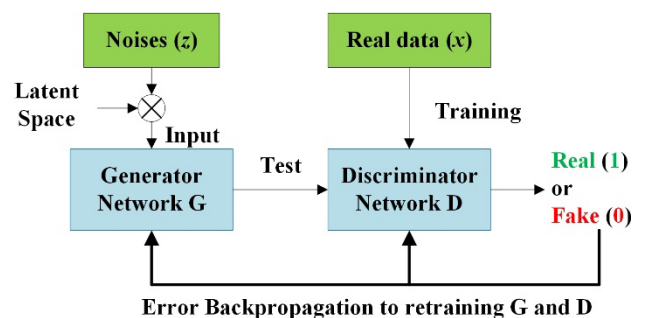 Noises (z)
Real data (x)
Latent
Space
Input
Training
Generator
Network G
Test
Discriminator
Network D
Real (1)
or
Fake (0)
Error Backpropagation to retraining G and D